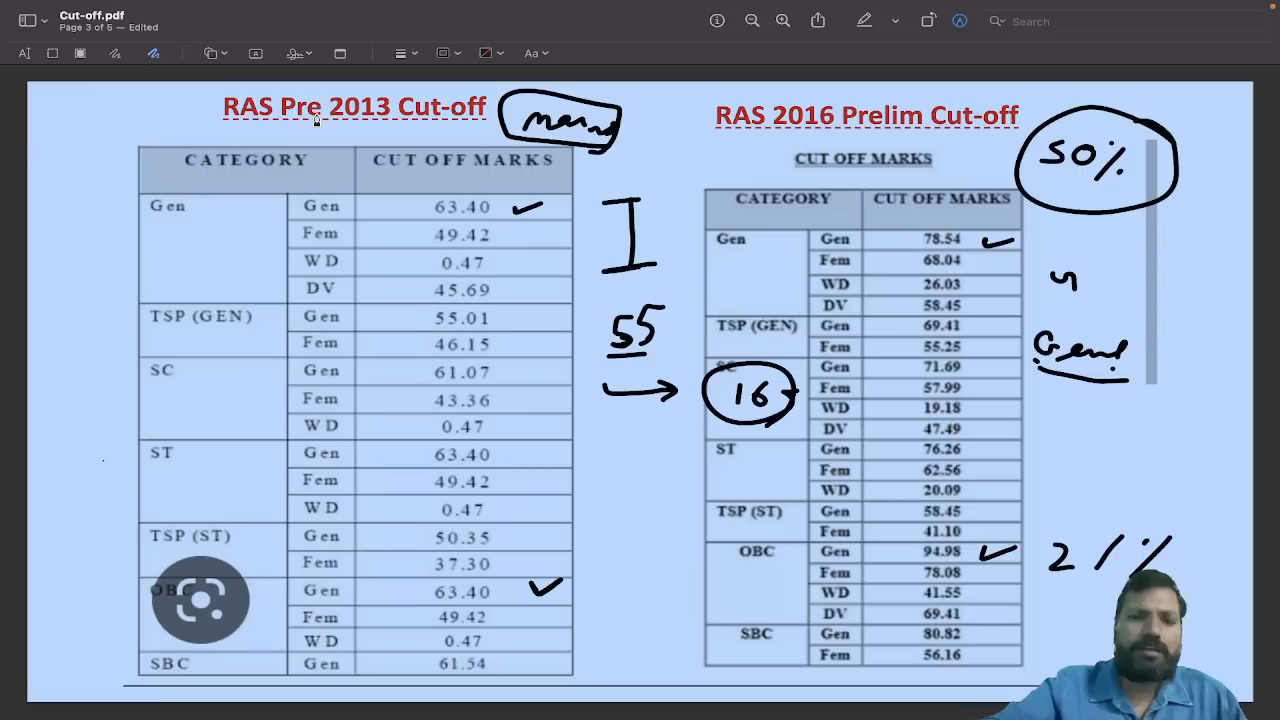 Cut-off.pdf
Page 3 of 5 — Edited
Search
Aa
RAS Pre 2013 Cut-off
CATEGORY CUT OFF MARKS
Gen Gen 63.40
Fem 49.42
WD 0.47
DV 45.69
TSP (GEN) Gen 55.01
Fem 46.15
SC Gen 61.07
Fem 43.36
WD 0.47
ST Gen 63.40
Fem 49.42
WD 0.47
TSP (ST) Gen 50.35
Fem 37.30
OBC Gen 63.40
Fem 49.42
WD 0.47
SBC Gen 61.54
I
55
16
RAS 2016 Prelim Cut-off
CUT OFF MARKS
CATEGORY CUT OFF MARKS
Gen Gen 78.54
Fem 68.04
WD 26.03
DV 58.45
TSP (GEN) Gen 69.41
Fem 55.25
SC Gen 71.69
Fem 57.99
WD 19.18
DV 47.49
ST Gen 76.26
Fem 62.56
WD 20.09
TSP (ST) Gen 58.45
Fem 41.10
OBC Gen 94.98
Fem 78.08
WD 41.55
DV 69.41
SBC Gen 80.82
Fem 56.16
50%
21%